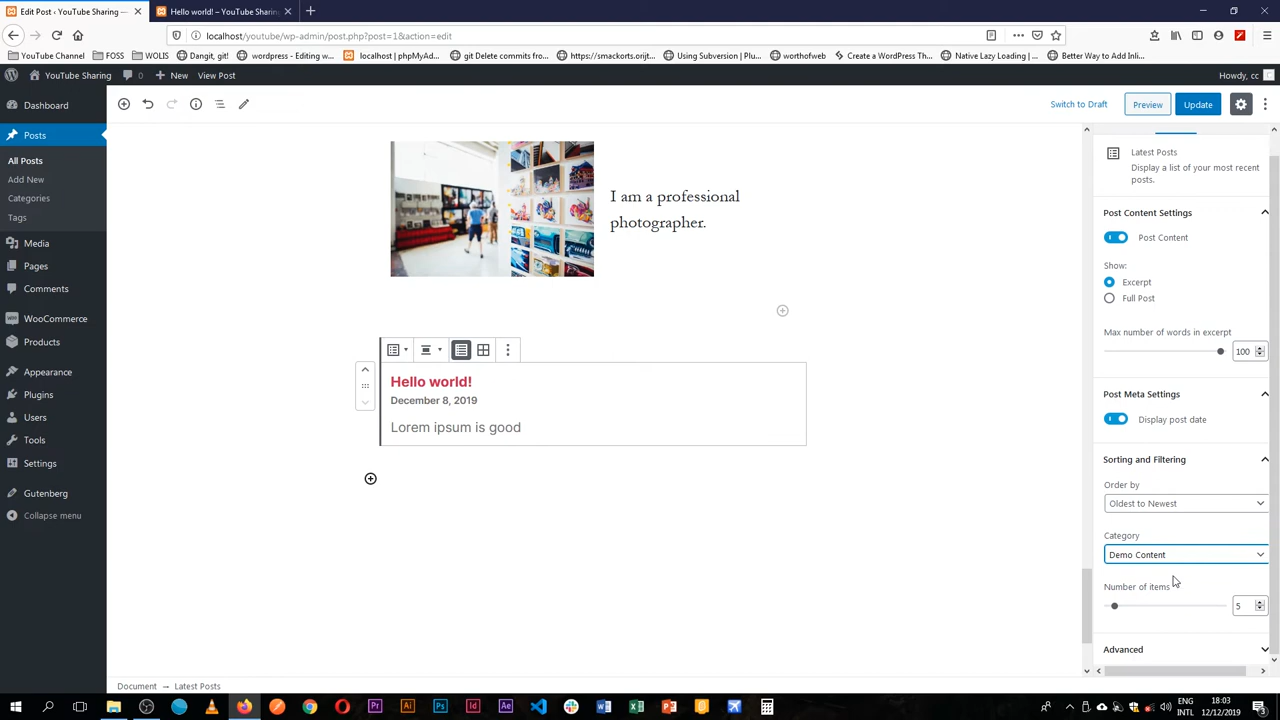 Edit Post ‹ YouTube Sharing —
Hello world! – YouTube Sharing
localhost/youtube/wp-admin/post.php?post=1&action=edit
YouTube Channel
FOSS
WOLIS
Dangit, git!
wordpress - Editing w
localhost | phpMyAd...
git Delete commits fro...
https://smackorts.orijt...
Using Subversion | Plu...
worthofweb
Create a WordPress Th...
Native Lazy Loading |...
Better Way to Add Inli...
YouTube Sharing
0
New
View Post
Howdy, cc
Dashboard
Posts
All Posts
Add New
Categories
Tags
Media
Pages
Comments
WooCommerce
Products
Appearance
Plugins
Users
Tools
Settings
Gutenberg
Collapse menu
Switch to Draft
Preview
Update
I am a professional
photographer.
Hello world!
December 8, 2019
Lorem ipsum is good
Latest Posts
Display a list of your most recent
posts.
Post Content Settings
Post Content
Show:
Excerpt
Full Post
Max number of words in excerpt
100
Post Meta Settings
Display post date
Sorting and Filtering
Order by
Oldest to Newest
Category
Demo Content
Number of items
5
Advanced
Document → Latest Posts
ENG
INTL
18:03
12/12/2019